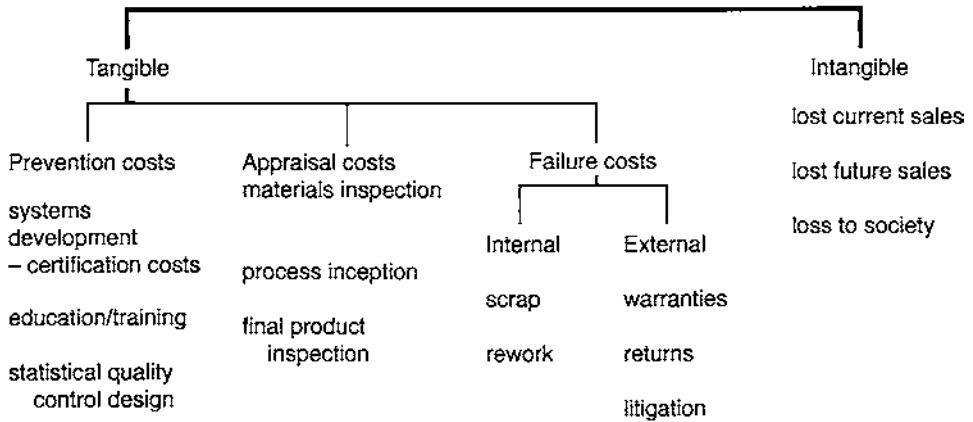 Tangible
Intangible
lost current sales
lost future sales
loss to society
Prevention costs
systems
development
– certification costs
education/training
statistical quality
control design
Appraisal costs
materials inspection
process inception
final product
inspection
Failure costs
Internal
scrap
rework
External
warranties
returns
litigation